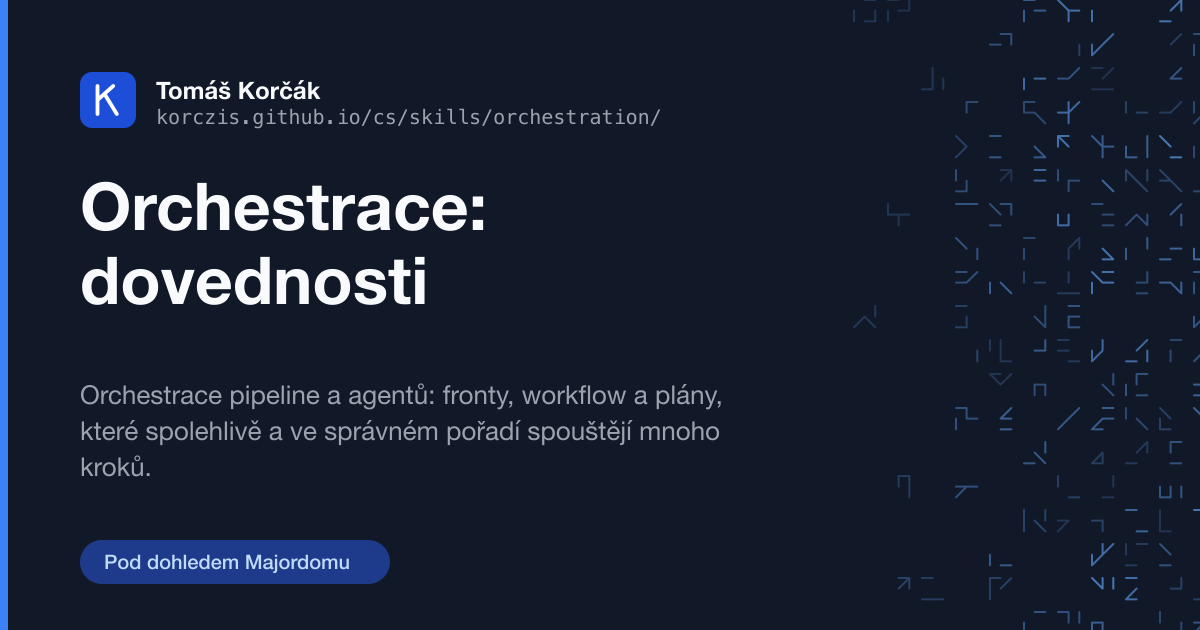 K
Tomáš Korčák
korczis.github.io/cs/skills/orchestration/
Orchestrace:
dovednosti
Orchestrace pipeline a agentů: fronty, workflow a plány,
které spolehlivě a ve správném pořadí spouštějí mnoho
kroků.
Pod dohledem Majordomu